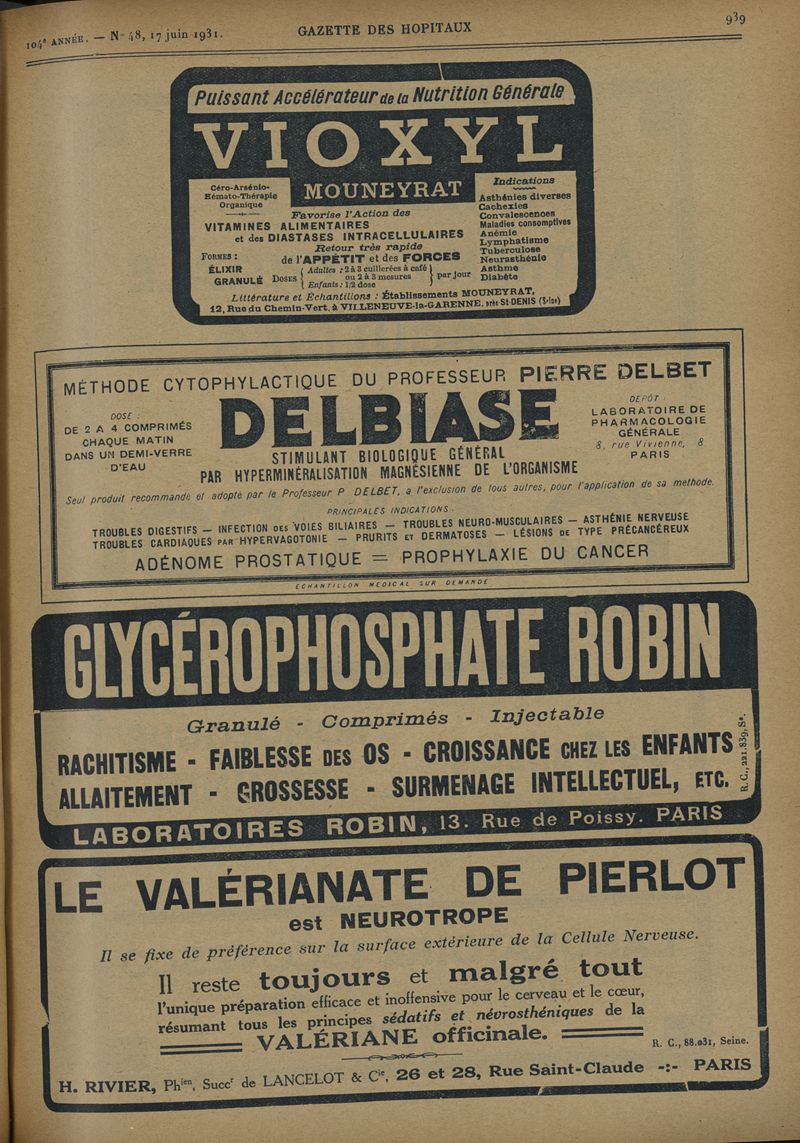 104e ANNÉE. — N° 48, 17 juin 1931.
GAZETTE DES HOPITAUX
939
Puissant Accélérateur de la Nutrition Générale
VIOXYL
MOUNEYRAT
Céro-Arsénio-
Hémato-Thérapie
Organique
Favorise l'Action des
VITAMINES ALIMENTAIRES
et des DIASTASES INTRACELLULAIRES
Retour très rapide
de l'APPÉTIT et des FORCES
FORMES :
ÉLIXIR
GRANULÉ
DOSES
Adultes : 2 à 3 cuillerées à café
ou 2 à 3 mesures
Enfants : 1/2 dose
par jour
Indications
Asthénies diverses
Cachexies
Convalescences
Maladies consomptives
Anémie
Lymphatisme
Tuberculose
Neurasthénie
Asthme
Diabète
Littérature et Echantillons : Établissements MOUNEYRAT,
12, Rue du Chemin-Vert, à VILLENEUVE-la-GARENNE, près St-DENIS (Seine)
MÉTHODE CYTOPHYLACTIQUE DU PROFESSEUR PIERRE DELBET
DELBIASE
DOSE :
DE 2 A 4 COMPRIMÉS
CHAQUE MATIN
DANS UN DEMI-VERRE
D'EAU
DÉPÔT :
LABORATOIRE DE
PHARMACOLOGIE
GÉNÉRALE
8, rue Vivienne, 8
PARIS
STIMULANT BIOLOGIQUE GÉNÉRAL
PAR HYPERMINÉRALISATION MAGNÉSIENNE DE L'ORGANISME
Seul produit recommandé et adopté par le Professeur P DELBET, a l'exclusion de tous autres, pour l'application de sa methode.
PRINCIPALES INDICATIONS :
TROUBLES DIGESTIFS — INFECTION DES VOIES BILIAIRES — TROUBLES NEURO-MUSCULAIRES — ASTHÉNIE NERVEUSE
TROUBLES CARDIAQUES PAR HYPERVAGOTONIE — PRURITS ET DERMATOSES — LÉSIONS DE TYPE PRÉCANCÉREUX
ADÉNOME PROSTATIQUE = PROPHYLAXIE DU CANCER
ECHANTILLON MEDICAL SUR DEMANDE
GLYCÉROPHOSPHATE ROBIN
Granulé - Comprimés - Injectable
RACHITISME - FAIBLESSE DES OS - CROISSANCE CHEZ LES ENFANTS
ALLAITEMENT - GROSSESSE - SURMENAGE INTELLECTUEL, ETC.
R. C., 221.839, Se.
LABORATOIRES ROBIN, 13. Rue de Poissy. PARIS
LE VALÉRIANATE DE PIERLOT
est NEUROTROPE
Il se fixe de préférence sur la surface extérieure de la Cellule Nerveuse.
Il reste toujours et malgré tout
l'unique préparation efficace et inoffensive pour le cerveau et le cœur,
résumant tous les principes sédatifs et névrosthéniques de la
VALÉRIANE officinale.
R. C., 88.031, Seine.
H. RIVIER, Phien, Succr de LANCELOT & Cie, 26 et 28, Rue Saint-Claude -:- PARIS